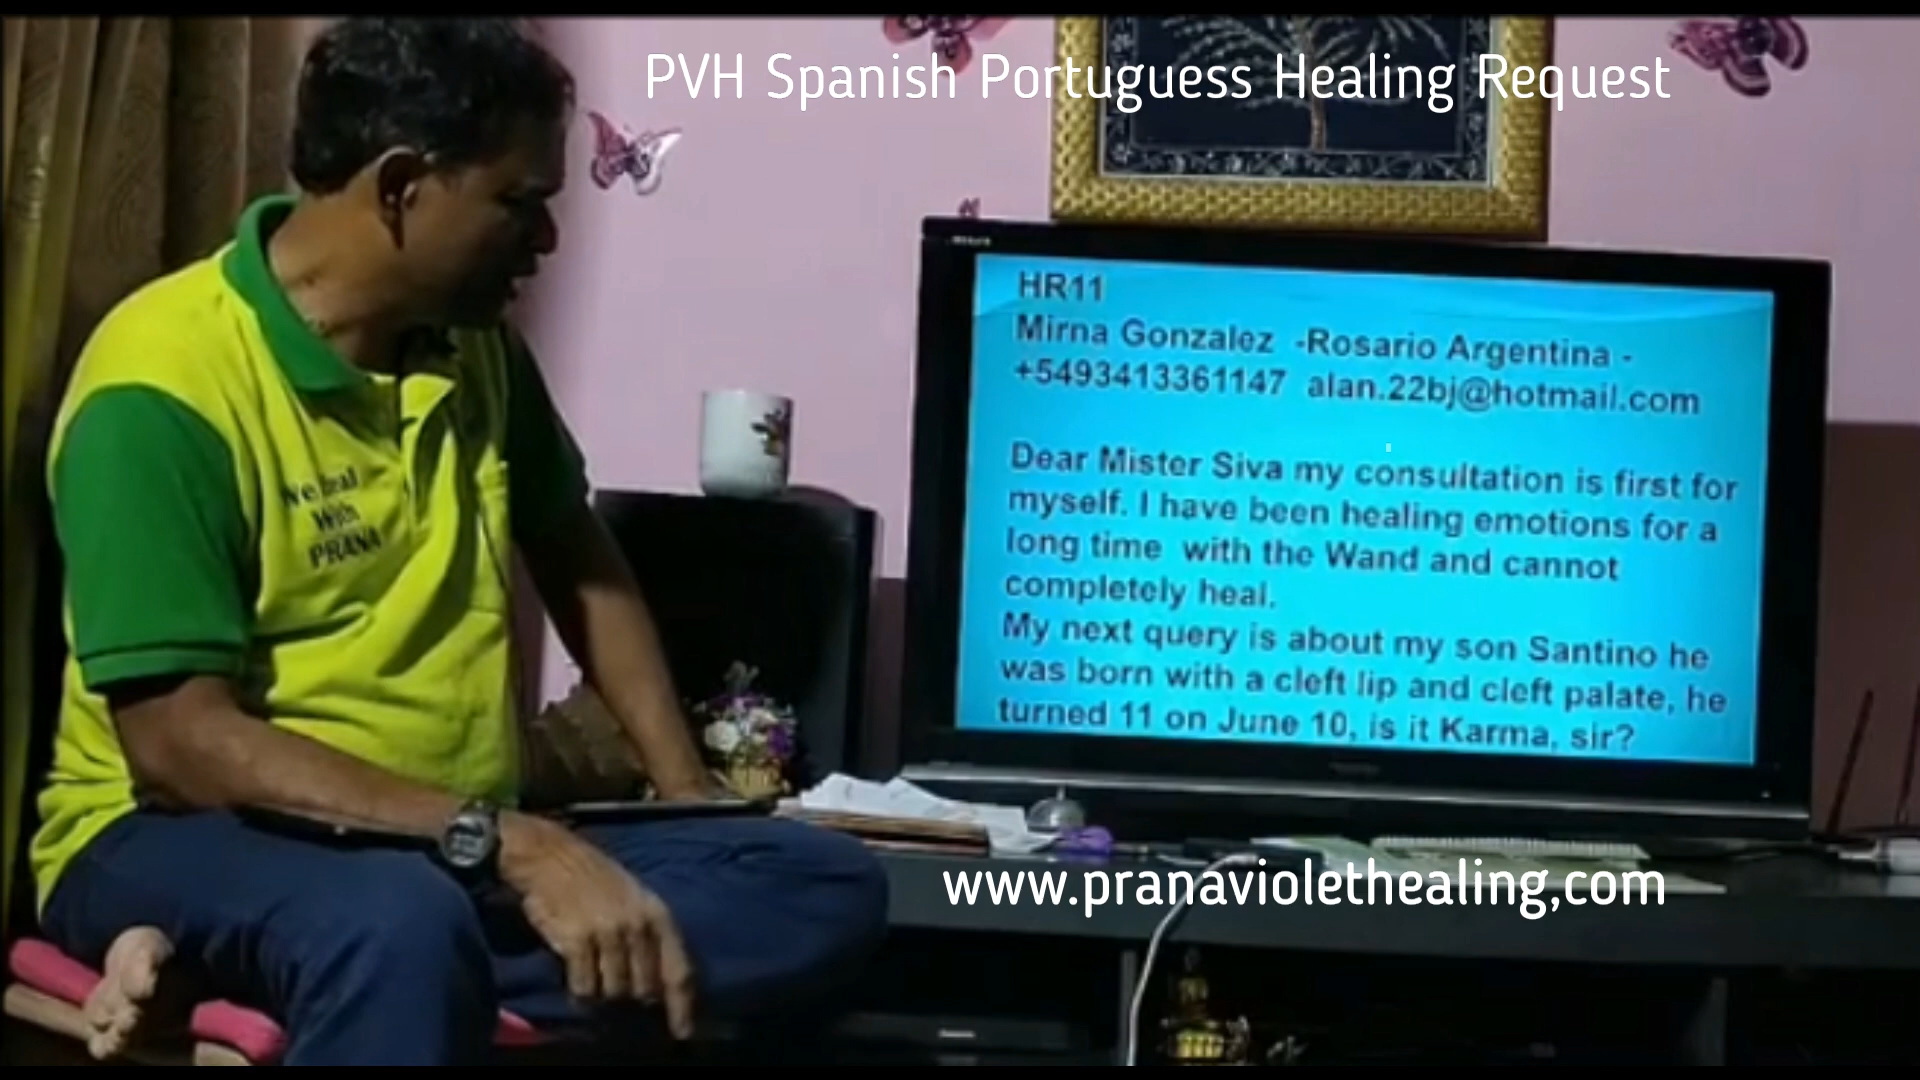 PVH Spanish Portuguess Healing Request
HR11
Mirna Gonzalez -Rosario Argentina -
+5493413361147 alan.22bj@hotmail.com
Dear Mister Siva my consultation is first for
myself. I have been healing emotions for a
long time with the Wand and cannot
completely heal.
My next query is about my son Santino he
was born with a cleft lip and cleft palate, he
turned 11 on June 10, is it Karma, sir?
We Heal
With
PRANA
www.pranaviolethealing,com